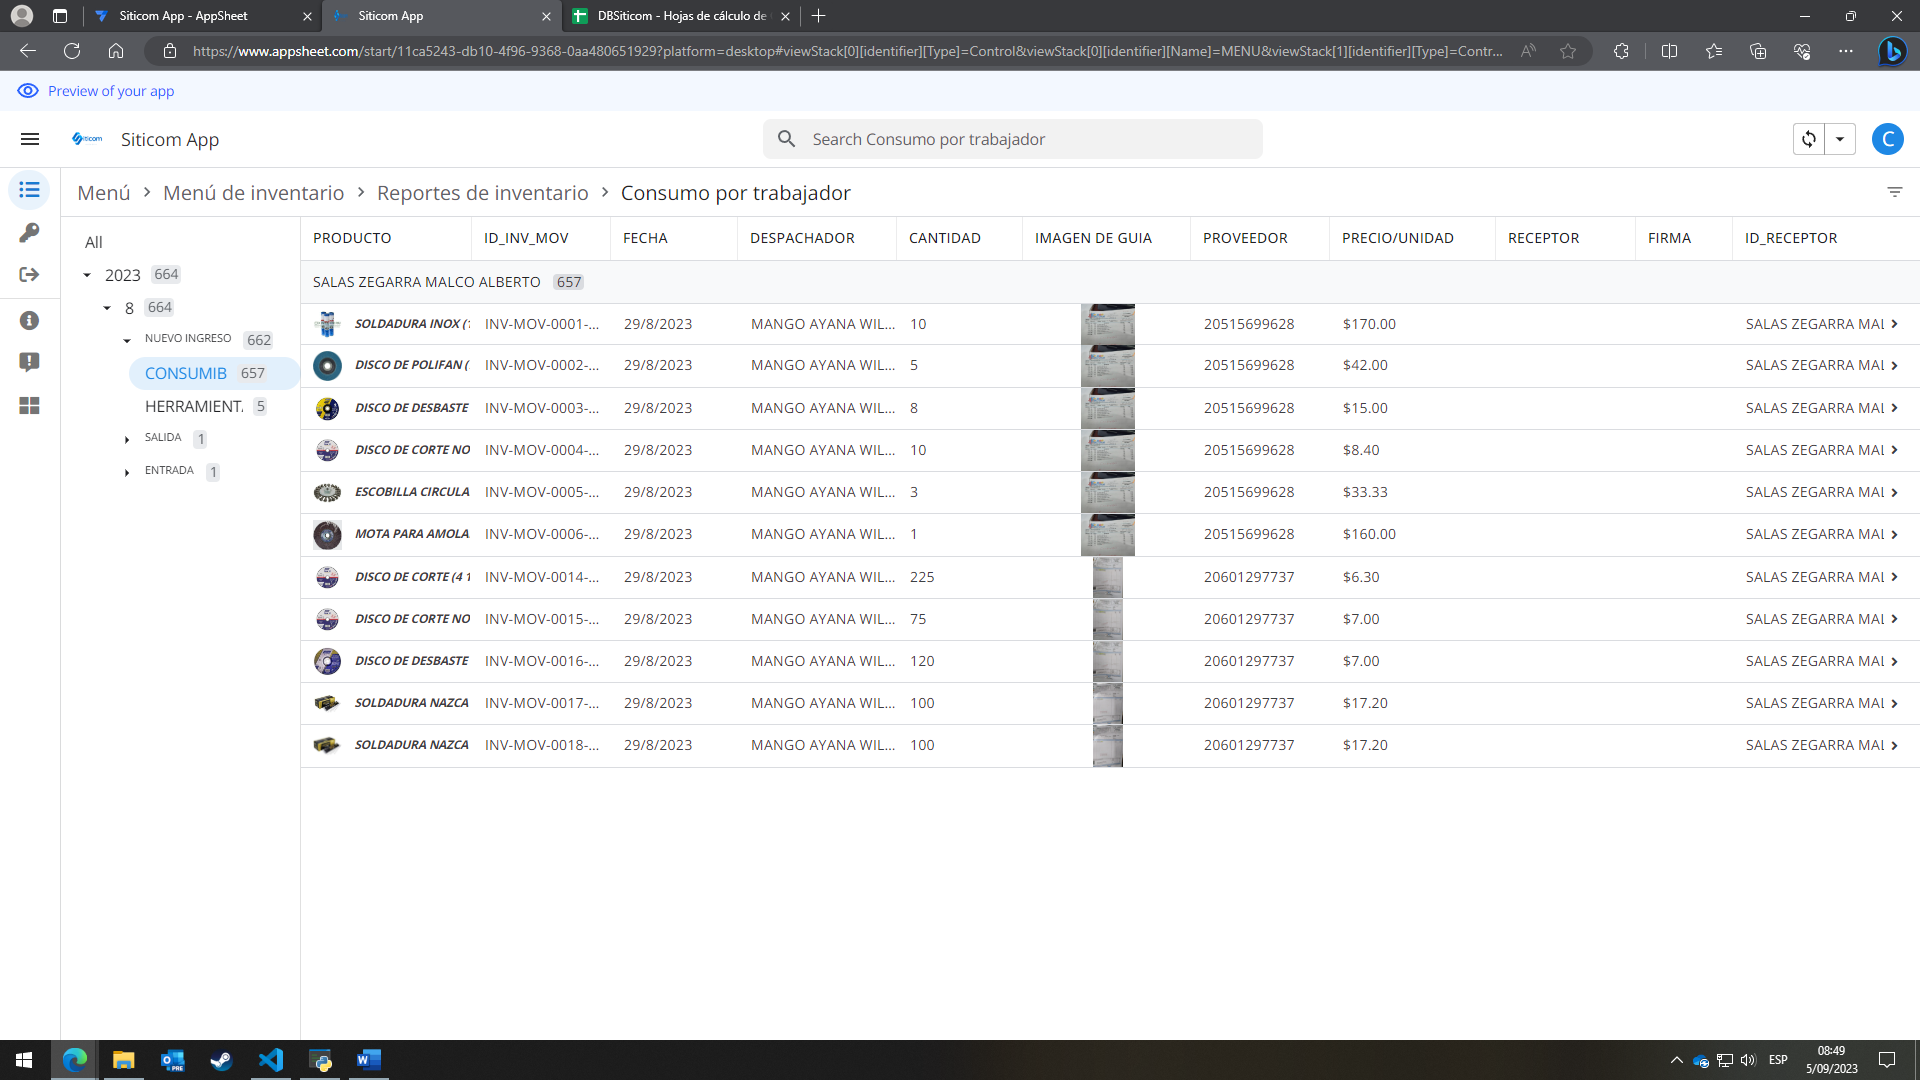 Siticom App - AppSheet
Siticom App
DBSiticom - Hojas de cálculo de
https://www.appsheet.com/start/11ca5243-db10-4f96-9368-0aa480651929?platform=desktop#viewStack[0][identifier][Type]=Control&viewStack[0][identifier][Name]=MENU&viewStack[1][identifier][Type]=Contr...
Preview of your app
Siticom
Siticom App
Search Consumo por trabajador
C
Menú > Menú de inventario > Reportes de inventario > Consumo por trabajador
All
2023 664
8 664
NUEVO INGRESO 662
CONSUMIB 657
HERRAMIENT. 5
SALIDA 1
ENTRADA 1
PRODUCTO ID_INV_MOV FECHA DESPACHADOR CANTIDAD IMAGEN DE GUIA PROVEEDOR PRECIO/UNIDAD RECEPTOR FIRMA ID_RECEPTOR
SALAS ZEGARRA MALCO ALBERTO 657
SOLDADURA INOX (1 INV-MOV-0001-... 29/8/2023 MANGO AYANA WIL... 10 20515699628 $170.00 SALAS ZEGARRA MAL
DISCO DE POLIFAN ( INV-MOV-0002-... 29/8/2023 MANGO AYANA WIL... 5 20515699628 $42.00 SALAS ZEGARRA MAL
DISCO DE DESBASTE INV-MOV-0003-... 29/8/2023 MANGO AYANA WIL... 8 20515699628 $15.00 SALAS ZEGARRA MAL
DISCO DE CORTE NO INV-MOV-0004-... 29/8/2023 MANGO AYANA WIL... 10 20515699628 $8.40 SALAS ZEGARRA MAL
ESCOBILLA CIRCULA INV-MOV-0005-... 29/8/2023 MANGO AYANA WIL... 3 20515699628 $33.33 SALAS ZEGARRA MAL
MOTA PARA AMOLA INV-MOV-0006-... 29/8/2023 MANGO AYANA WIL... 1 20515699628 $160.00 SALAS ZEGARRA MAL
DISCO DE CORTE (4 1 INV-MOV-0014-... 29/8/2023 MANGO AYANA WIL... 225 20601297737 $6.30 SALAS ZEGARRA MAL
DISCO DE CORTE NO INV-MOV-0015-... 29/8/2023 MANGO AYANA WIL... 75 20601297737 $7.00 SALAS ZEGARRA MAL
DISCO DE DESBASTE INV-MOV-0016-... 29/8/2023 MANGO AYANA WIL... 120 20601297737 $7.00 SALAS ZEGARRA MAL
SOLDADURA NAZCA INV-MOV-0017-... 29/8/2023 MANGO AYANA WIL... 100 20601297737 $17.20 SALAS ZEGARRA MAL
SOLDADURA NAZCA INV-MOV-0018-... 29/8/2023 MANGO AYANA WIL... 100 20601297737 $17.20 SALAS ZEGARRA MAL
PRE
ESP
08:49
5/09/2023